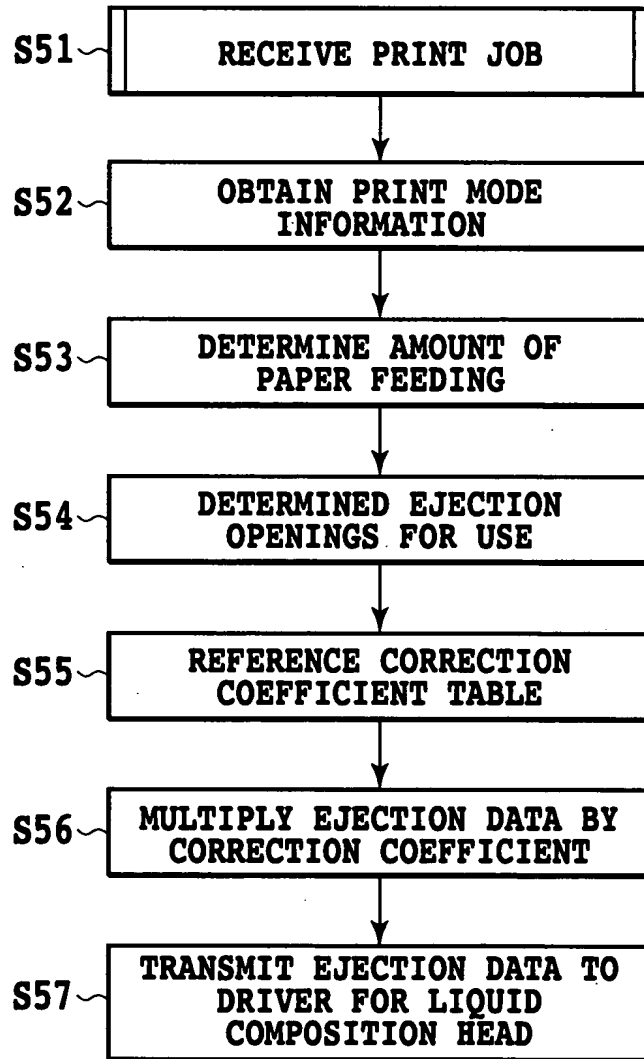 S51
RECEIVE PRINT JOB
S52
OBTAIN PRINT MODE
INFORMATION
S53
DETERMINE AMOUNT OF
PAPER FEEDING
S54
DETERMINED EJECTION
OPENINGS FOR USE
S55
REFERENCE CORRECTION
COEFFICIENT TABLE
S56
MULTIPLY EJECTION DATA BY
CORRECTION COEFFICIENT
S57
TRANSMIT EJECTION DATA TO
DRIVER FOR LIQUID
COMPOSITION HEAD